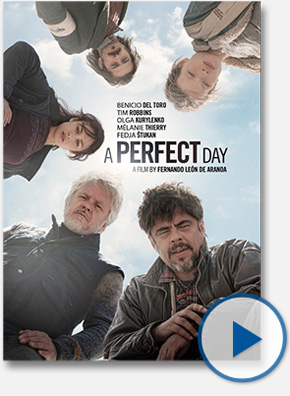 BENICIO DEL TORO
TIM ROBBINS
OLGA KURYLENKO
MÉLANIE THIERRY
FEDJA ŠTUKAN
A PERFECT DAY
A FILM BY FERNANDO LEÓN DE ARANOA